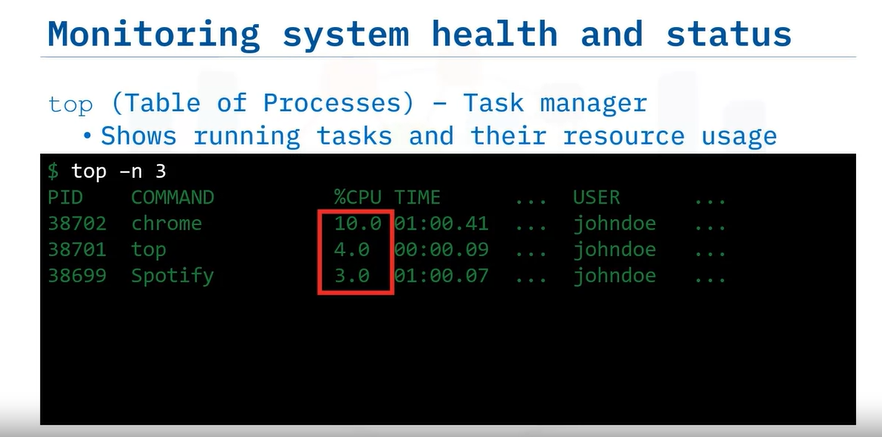 Monitoring system health and status
top (Table of Processes) – Task manager
• Shows running tasks and their resource usage
$ top –n 3
PID COMMAND %CPU TIME ... USER ...
38702 chrome 10.0 01:00.41 ... johndoe ...
38701 top 4.0 00:00.09 ... johndoe ...
38699 Spotify 3.0 01:00.07 ... johndoe ...